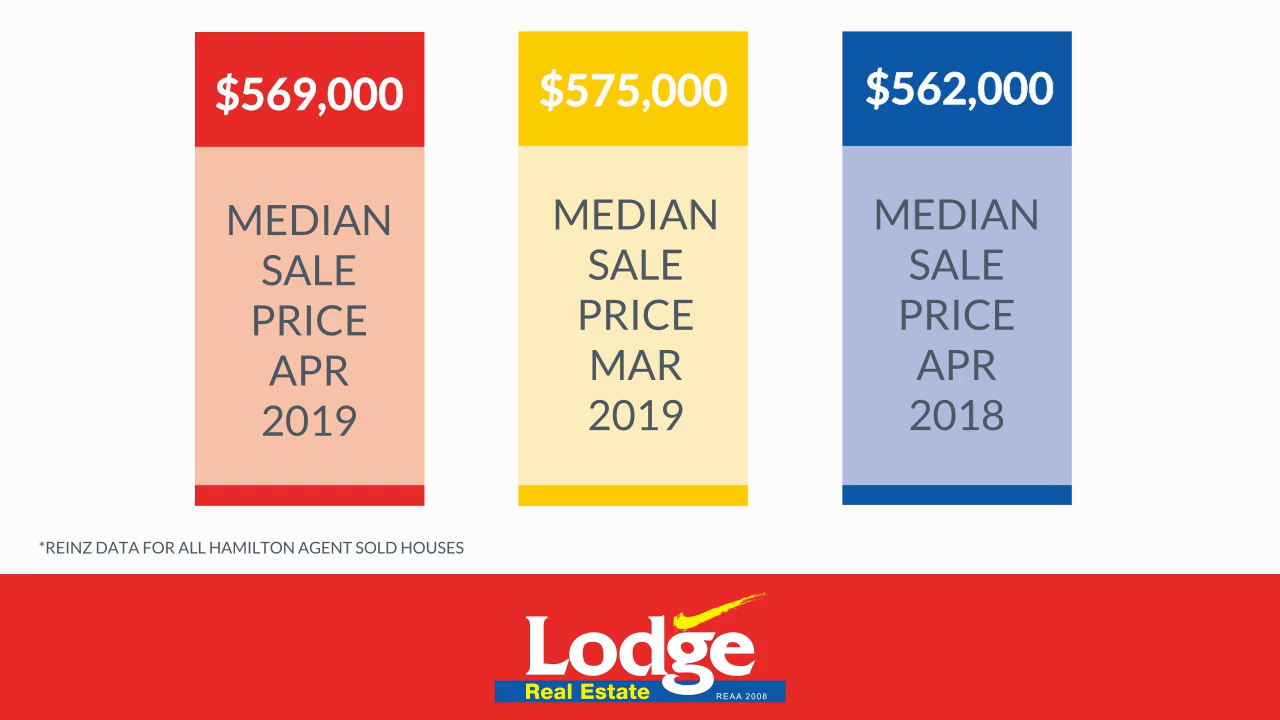 $569,000
MEDIAN
SALE
PRICE
APR
2019
$575,000
MEDIAN
SALE
PRICE
MAR
2019
$562,000
MEDIAN
SALE
PRICE
APR
2018
*REINZ DATA FOR ALL HAMILTON AGENT SOLD HOUSES
Lodge
Real Estate
REAA 2008